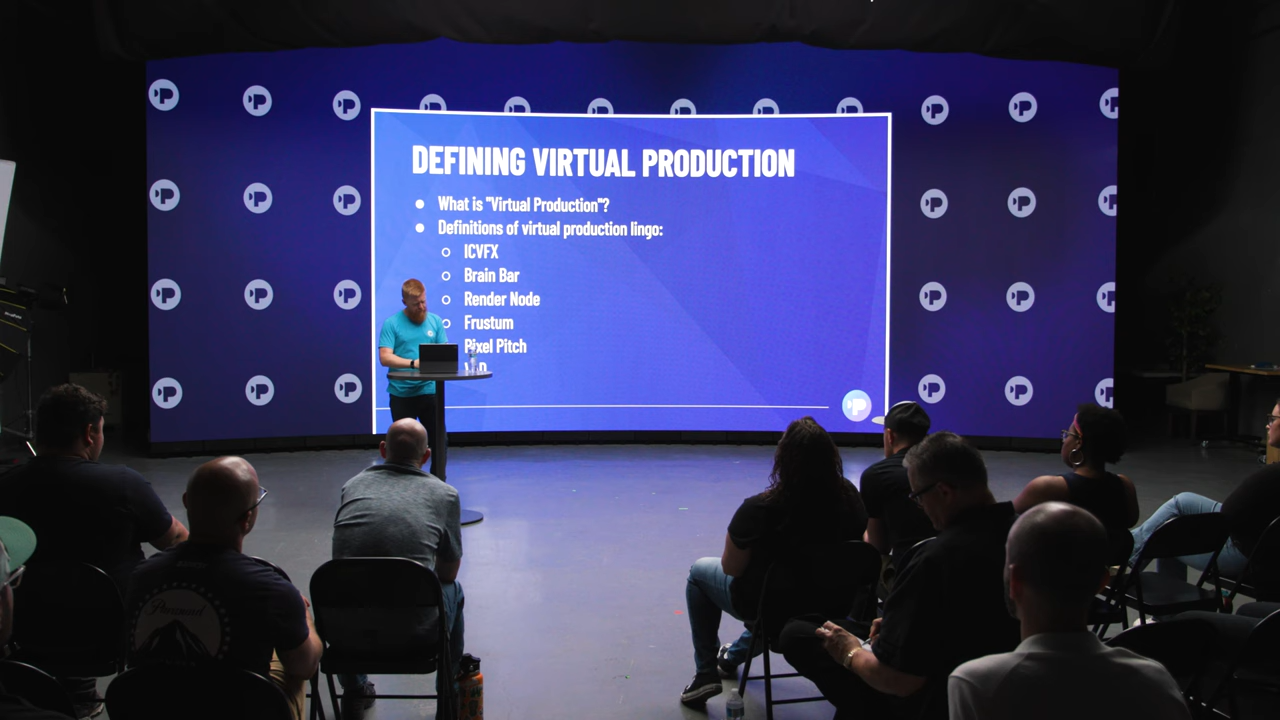 DEFINING VIRTUAL PRODUCTION
What is "Virtual Production"?
Definitions of virtual production lingo:
ICVFX
Brain Bar
Render Node
Frustum
Pixel Pitch
Paramount